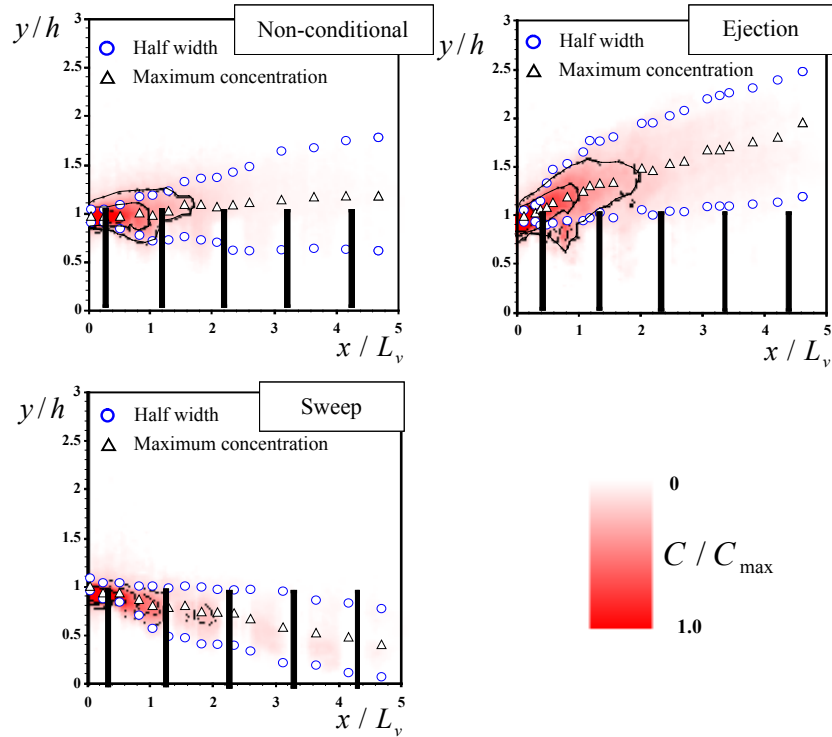 y/h
Non-conditional
Half width
Maximum concentration
3
2.5
2
1.5
1
0.5
0
0 1 2 3 4 5
x / L_v
y/h
Ejection
Half width
Maximum concentration
3
2.5
2
1.5
1
0.5
0
0 1 2 3 4 5
x / L_v
y/h
Sweep
Half width
Maximum concentration
3
2.5
2
1.5
1
0.5
0
0 1 2 3 4 5
x / L_v
0
C / C_max
1.0